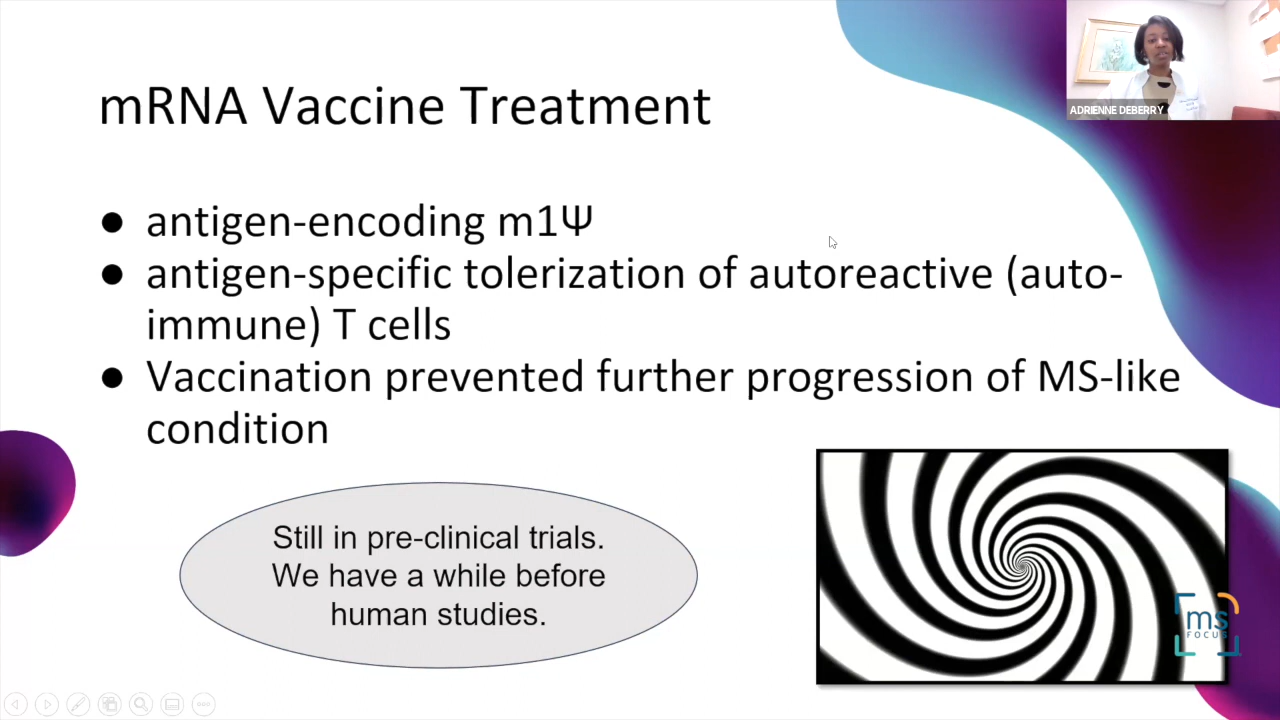 mRNA Vaccine Treatment
ADRIENNE DEBERRY
● antigen-encoding m1Ψ
● antigen-specific tolerization of autoreactive (auto-
immune) T cells
● Vaccination prevented further progression of MS-like
condition
Still in pre-clinical trials.
We have a while before
human studies.
ms
FOCUS